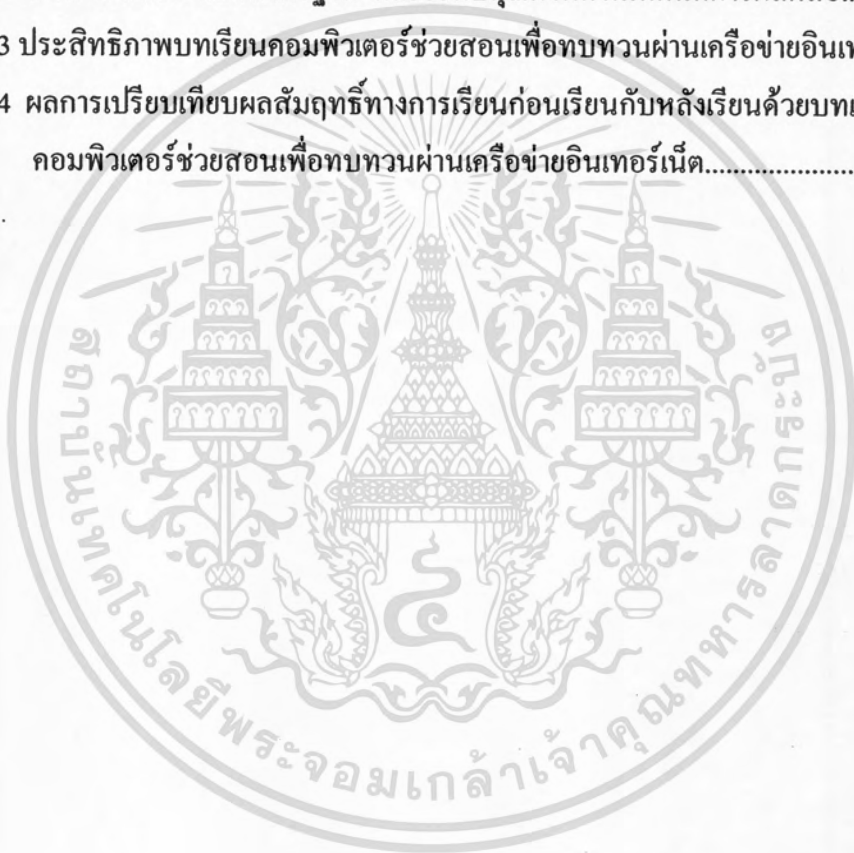 3 ประสิทธิภาพบทเรียนคอมพิวเตอร์ช่วยสอนเพื่อทบทวนผ่านเครือข่ายอินเท
4 ผลการเปรียบเทียบผลสัมฤทธิ์ทางการเรียนก่อนเรียนกับหลังเรียนด้วยบทเ
คอมพิวเตอร์ช่วยสอนเพื่อทบทวนผ่านเครือข่ายอินเทอร์เน็ต....................
สถาบันเทคโนโลยีพระจอมเกล้าเจ้าคุณทหารลาดกระบัง